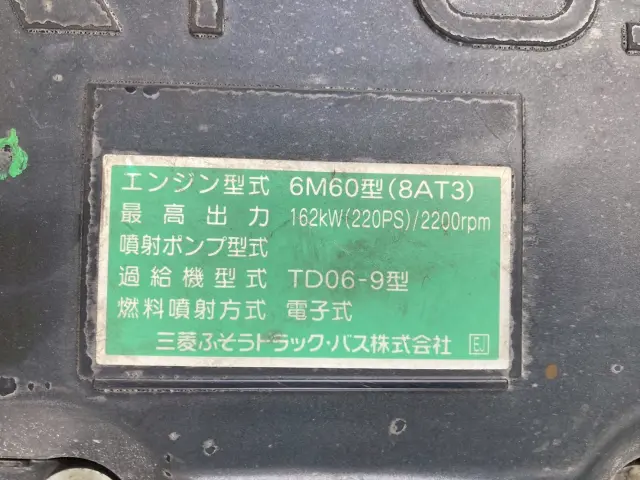 エンジン型式 6M60型(8AT3)
最高出力 162kW(220PS)/2200rpm
噴射ポンプ型式
過給機型式 TD06-9型
燃料噴射方式 電子式
三菱ふそうトラック・バス株式会社 EJ